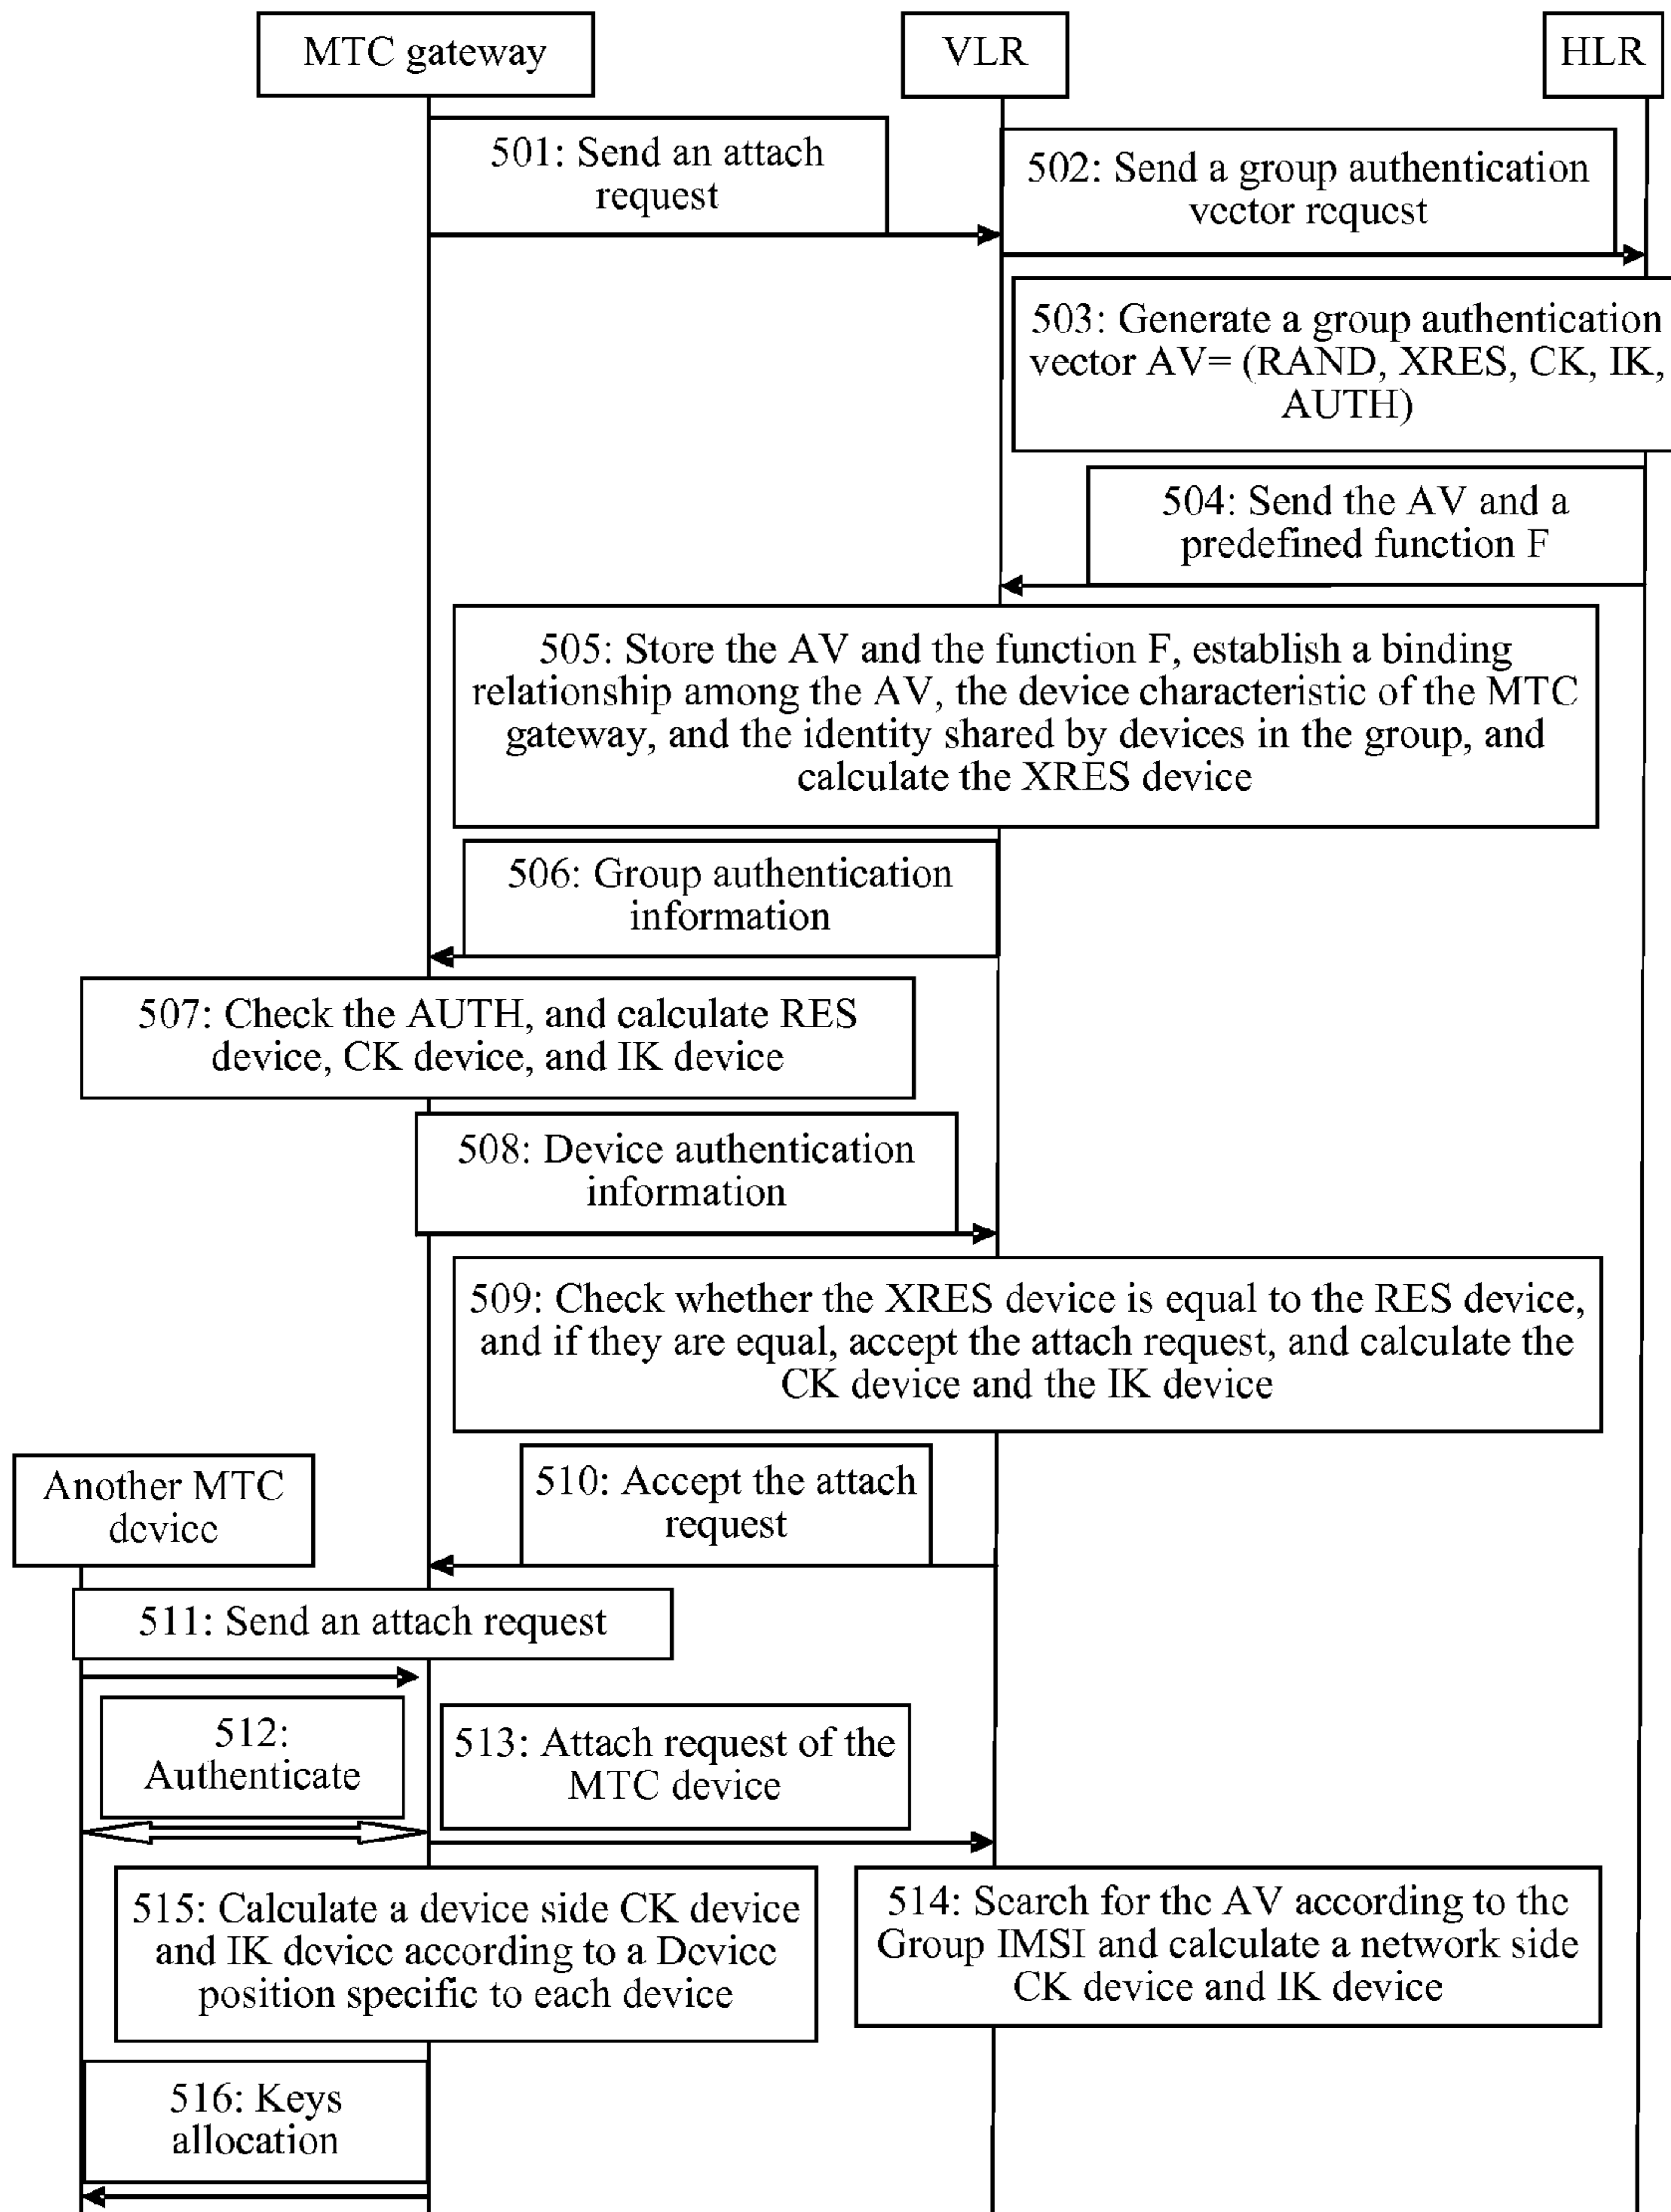 MTC gateway
VLR
HLR
501: Send an attach
request
502: Send a group authentication
vector request
503: Generate a group authentication
vector AV= (RAND, XRES, CK, IK,
AUTH)
504: Send the AV and a
predefined function F
505: Store the AV and the function F, establish a binding
relationship among the AV, the device characteristic of the MTC
gateway, and the identity shared by devices in the group, and
calculate the XRES device
506: Group authentication
information
507: Check the AUTH, and calculate RES
device, CK device, and IK device
508: Device authentication
information
509: Check whether the XRES device is equal to the RES device,
and if they are equal, accept the attach request, and calculate the
CK device and the IK device
510: Accept the attach
request
Another MTC
device
511: Send an attach request
512:
Authenticate
513: Attach request of the
MTC device
515: Calculate a device side CK device
and IK device according to a Device
position specific to each device
514: Search for the AV according to the
Group IMSI and calculate a network side
CK device and IK device
516: Keys
allocation